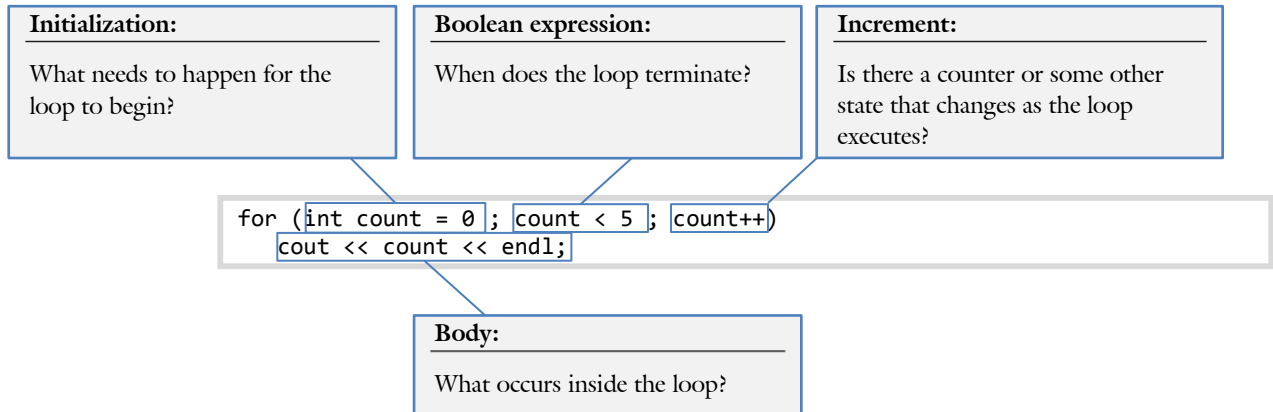 Initialization:
What needs to happen for the
loop to begin?
Boolean expression:
When does the loop terminate?
Increment:
Is there a counter or some other
state that changes as the loop
executes?
for (int count = 0 ; count < 5 ; count++)
cout << count << endl;
Body:
What occurs inside the loop?